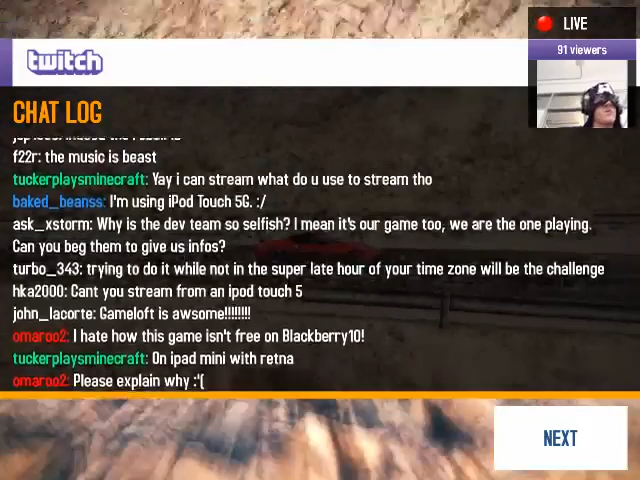 LIVE
91 viewers
twitch
CHAT LOG
f22r: the music is beast
tuckerplaysminecraft: Yay i can stream what do u use to stream tho
baked_beanss: I'm using iPod Touch 5G. :/
ask_xstorm: Why is the dev team so selfish? I mean it's our game too, we are the one playing.
Can you beg them to give us infos?
turbo_343: trying to do it while not in the super late hour of your time zone will be the challenge
hka2000: Cant you stream from an ipod touch 5
john_lacorte: Gameloft is awsome!!!!!!!!
omaroo2: I hate how this game isn't free on Blackberry10!
tuckerplaysminecraft: On ipad mini with retna
omaroo2: Please explain why :'(
NEXT